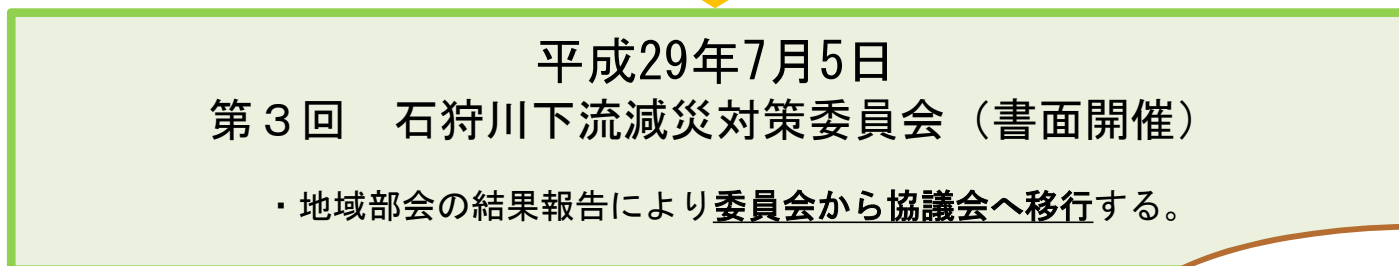 平成29年7月5日
第３回　石狩川下流減災対策委員会（書面開催）
・地域部会の結果報告により委員会から協議会へ移行する。